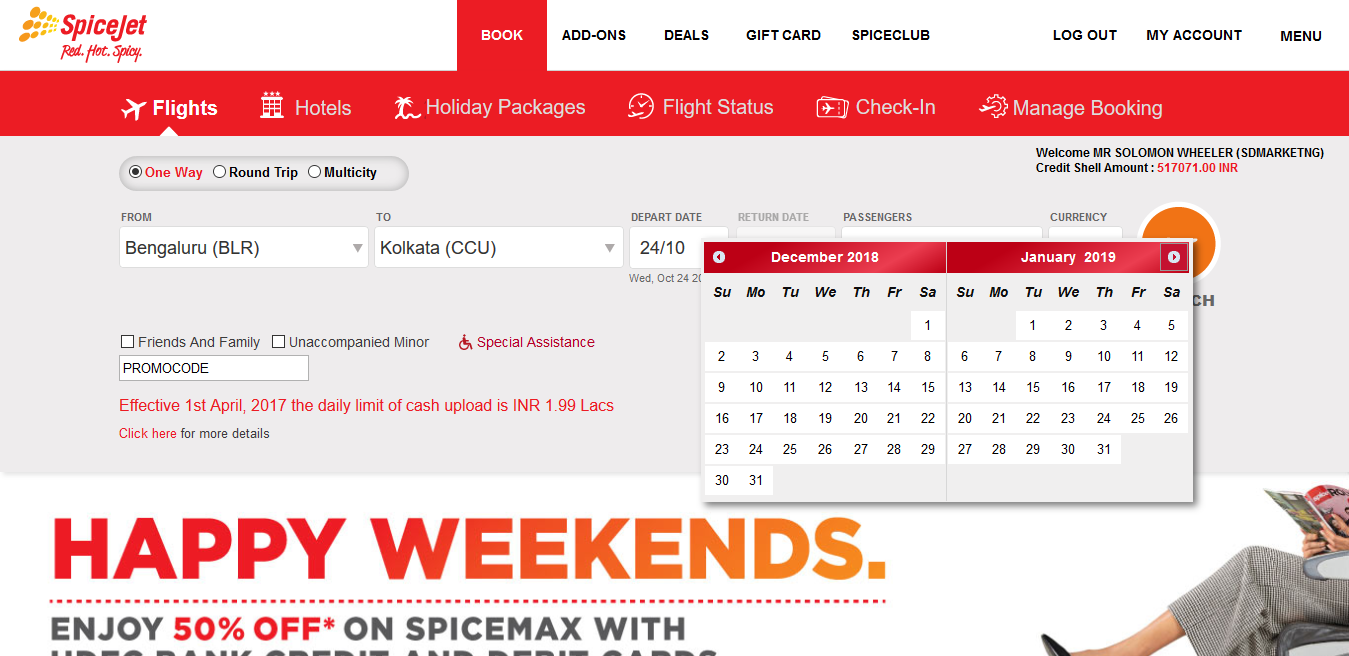 SpiceJet
Red. Hot. Spicy.
BOOK ADD-ONS DEALS GIFT CARD SPICECLUB LOG OUT MY ACCOUNT MENU
Flights Hotels Holiday Packages Flight Status Check-In Manage Booking
Welcome MR SOLOMON WHEELER (SDMARKETNG)
Credit Shell Amount : 517071.00 INR
One Way Round Trip Multicity
FROM TO DEPART DATE RETURN DATE PASSENGERS CURRENCY
Bengaluru (BLR) Kolkata (CCU) 24/10
Wed, Oct 24 20
CH
December 2018 January 2019
Su Mo Tu We Th Fr Sa Su Mo Tu We Th Fr Sa
1 1 2 3 4 5
2 3 4 5 6 7 8 6 7 8 9 10 11 12
9 10 11 12 13 14 15 13 14 15 16 17 18 19
16 17 18 19 20 21 22 20 21 22 23 24 25 26
23 24 25 26 27 28 29 27 28 29 30 31
30 31
Friends And Family Unaccompanied Minor Special Assistance
PROMOCODE
Effective 1st April, 2017 the daily limit of cash upload is INR 1.99 Lacs
Click here for more details
HAPPY WEEKENDS.
ENJOY 50% OFF* ON SPICEMAX WITH
HDFC BANK CREDIT AND DEBIT CARDS